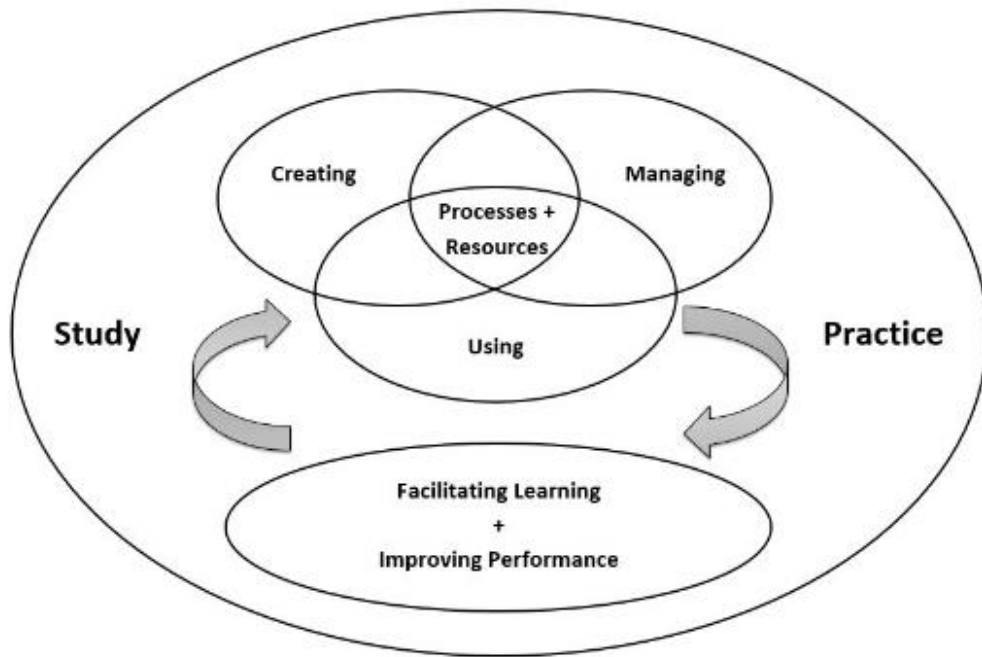 Creating
Managing
Processes +
Resources
Study
Practice
Using
Facilitating Learning
+
Improving Performance